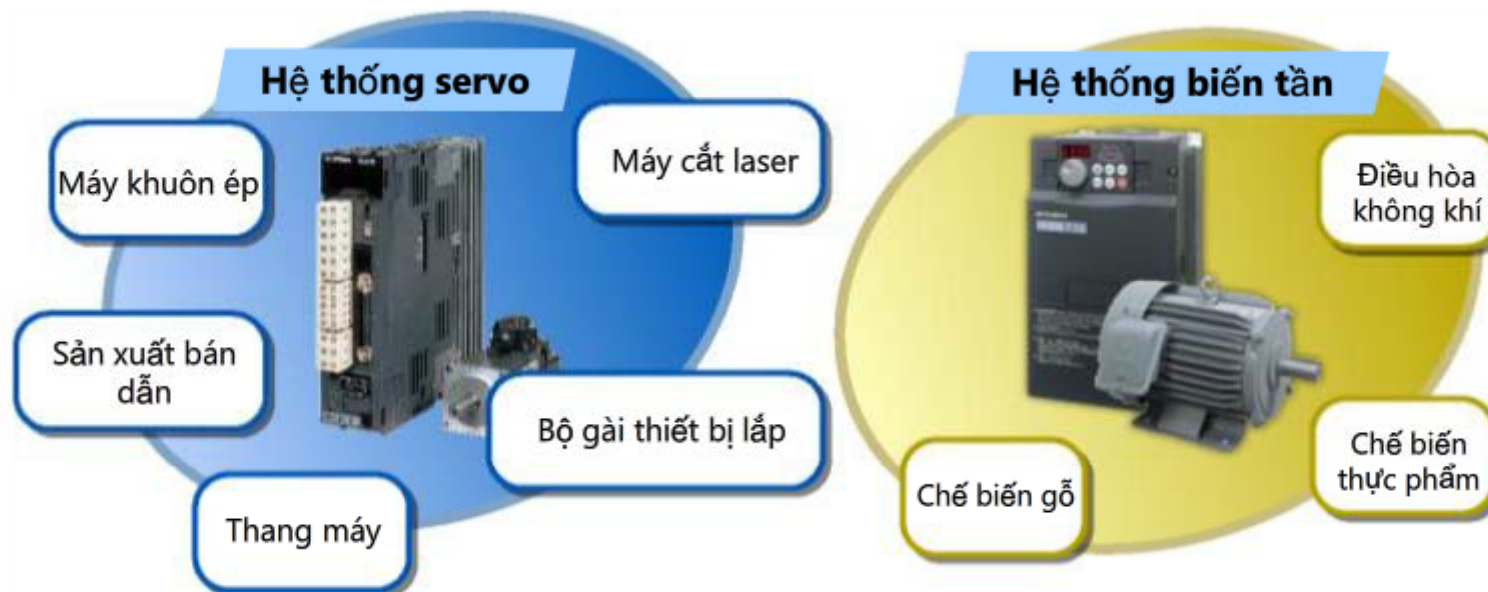 Hệ thống servo
Máy khuôn ép
Máy cắt laser
Sản xuất bán
dẫn
Bộ gài thiết bị lắp
Thang máy
Hệ thống biến tần
Điều hòa
không khí
Chế biến
thực phẩm
Chế biến gỗ